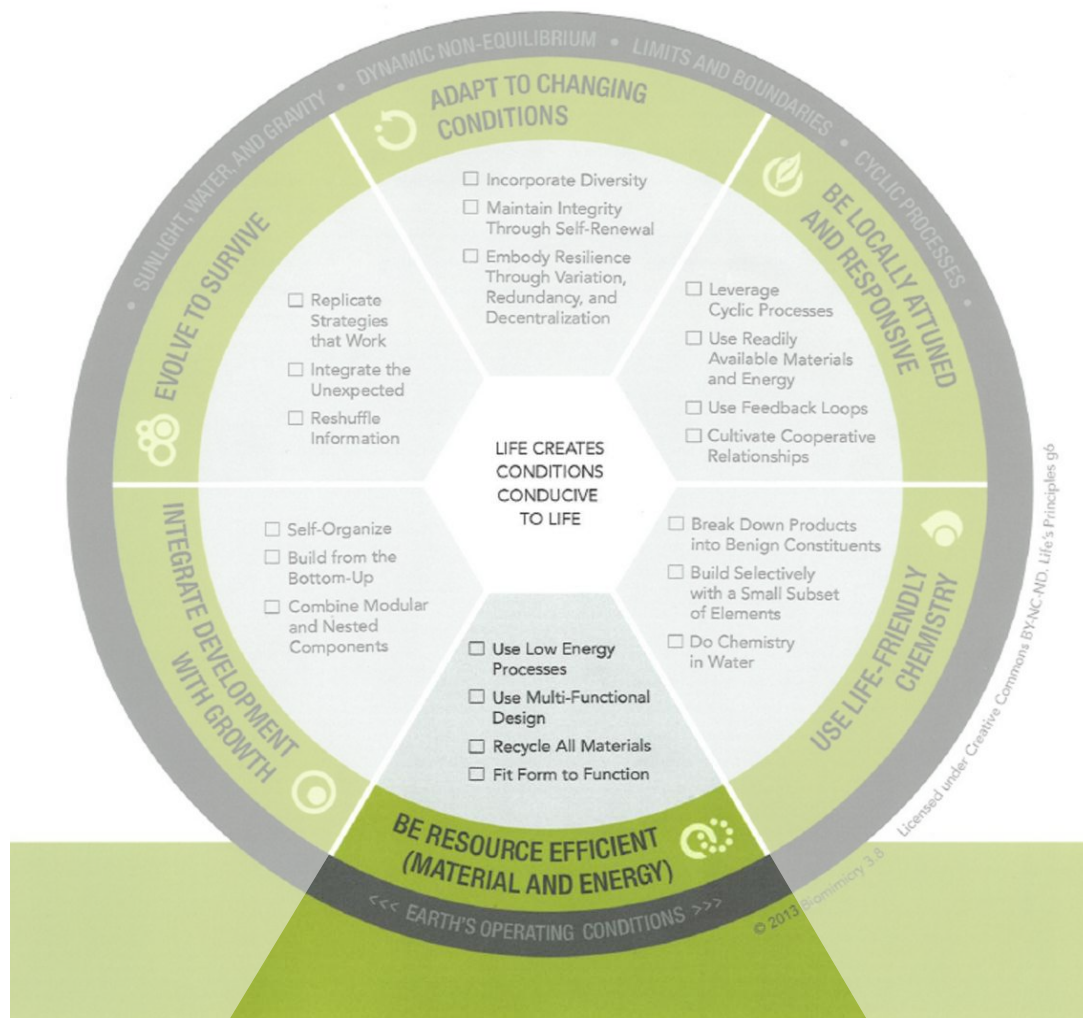 • SUNLIGHT, WATER, AND GRAVITY • DYNAMIC NON-EQUILIBRIUM • LIMITS AND BOUNDARIES • CYCLIC PROCESSES •
ADAPT TO CHANGING
CONDITIONS
☐ Incorporate Diversity
☐ Maintain Integrity
Through Self-Renewal
☐ Embody Resilience
Through Variation,
Redundancy, and
Decentralization
BE LOCALLY ATTUNED
AND RESPONSIVE
☐ Leverage
Cyclic Processes
☐ Use Readily
Available Materials
and Energy
☐ Use Feedback Loops
☐ Cultivate Cooperative
Relationships
USE LIFE-FRIENDLY
CHEMISTRY
☐ Break Down Products
into Benign Constituents
☐ Build Selectively
with a Small Subset
of Elements
☐ Do Chemistry
in Water
BE RESOURCE EFFICIENT
(MATERIAL AND ENERGY)
☐ Use Low Energy
Processes
☐ Use Multi-Functional
Design
☐ Recycle All Materials
☐ Fit Form to Function
INTEGRATE DEVELOPMENT
WITH GROWTH
☐ Self-Organize
☐ Build from the
Bottom-Up
☐ Combine Modular
and Nested
Components
EVOLVE TO SURVIVE
☐ Replicate
Strategies
that Work
☐ Integrate the
Unexpected
☐ Reshuffle
Information
LIFE CREATES
CONDITIONS
CONDUCIVE
TO LIFE
<<< EARTH'S OPERATING CONDITIONS >>>
© 2013 Biomimicry 3.8 Licensed under Creative Commons BY-NC-ND. Life's Principles g6